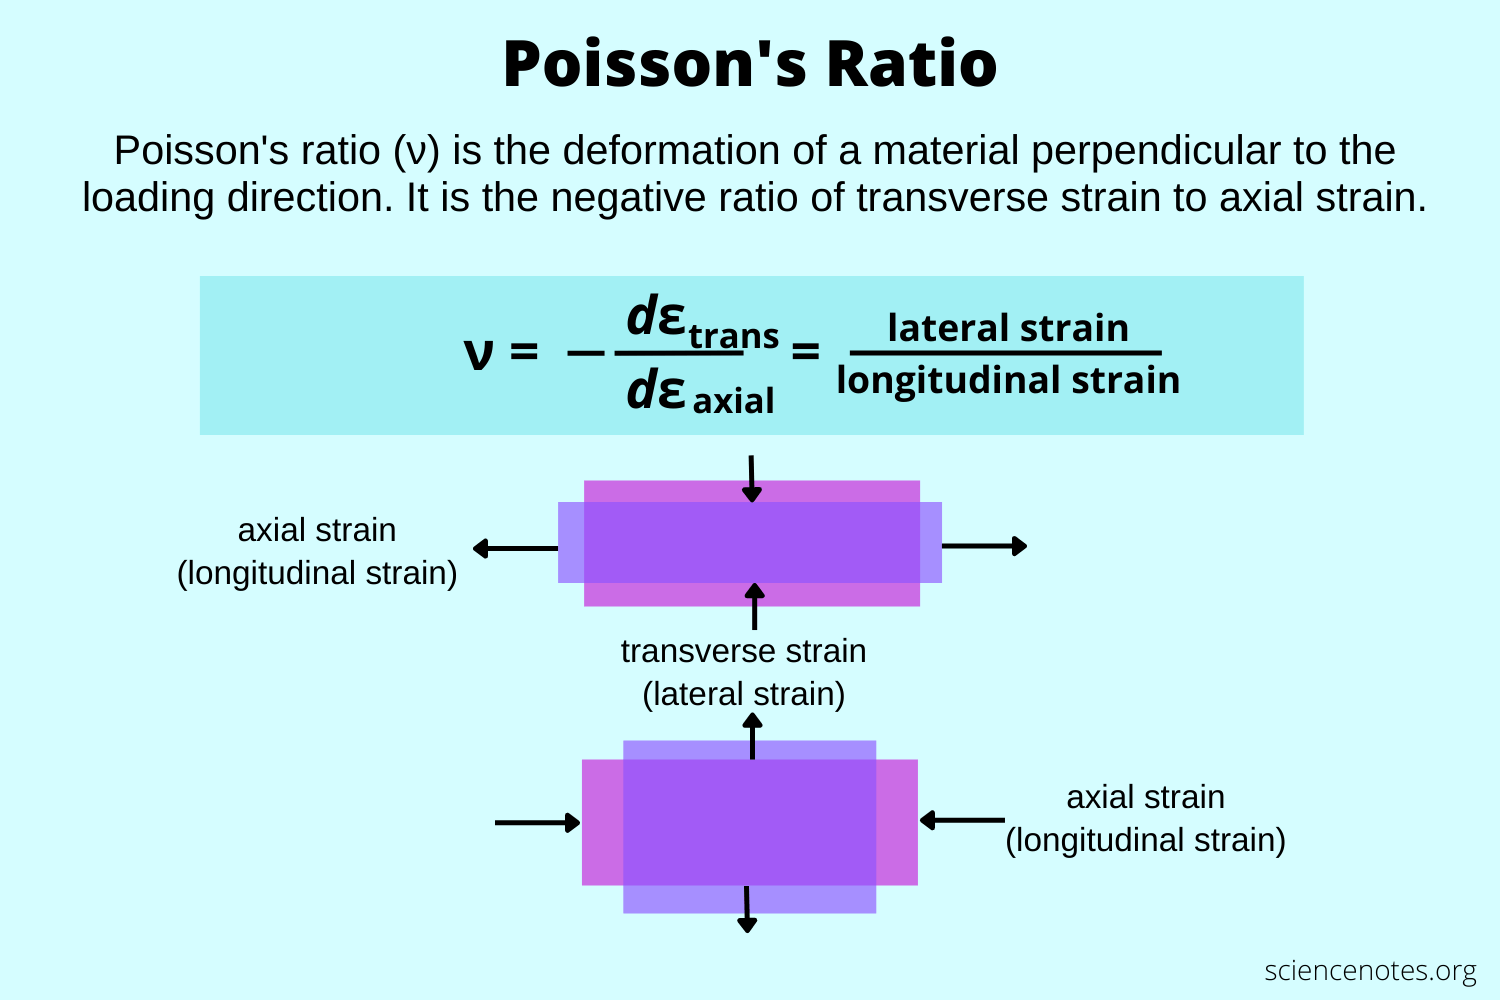 Poisson's Ratio
Poisson's ratio (ν) is the deformation of a material perpendicular to the
loading direction. It is the negative ratio of transverse strain to axial strain.
ν = − dεtrans / dεaxial = lateral strain / longitudinal strain
axial strain
(longitudinal strain)
transverse strain
(lateral strain)
axial strain
(longitudinal strain)
sciencenotes.org